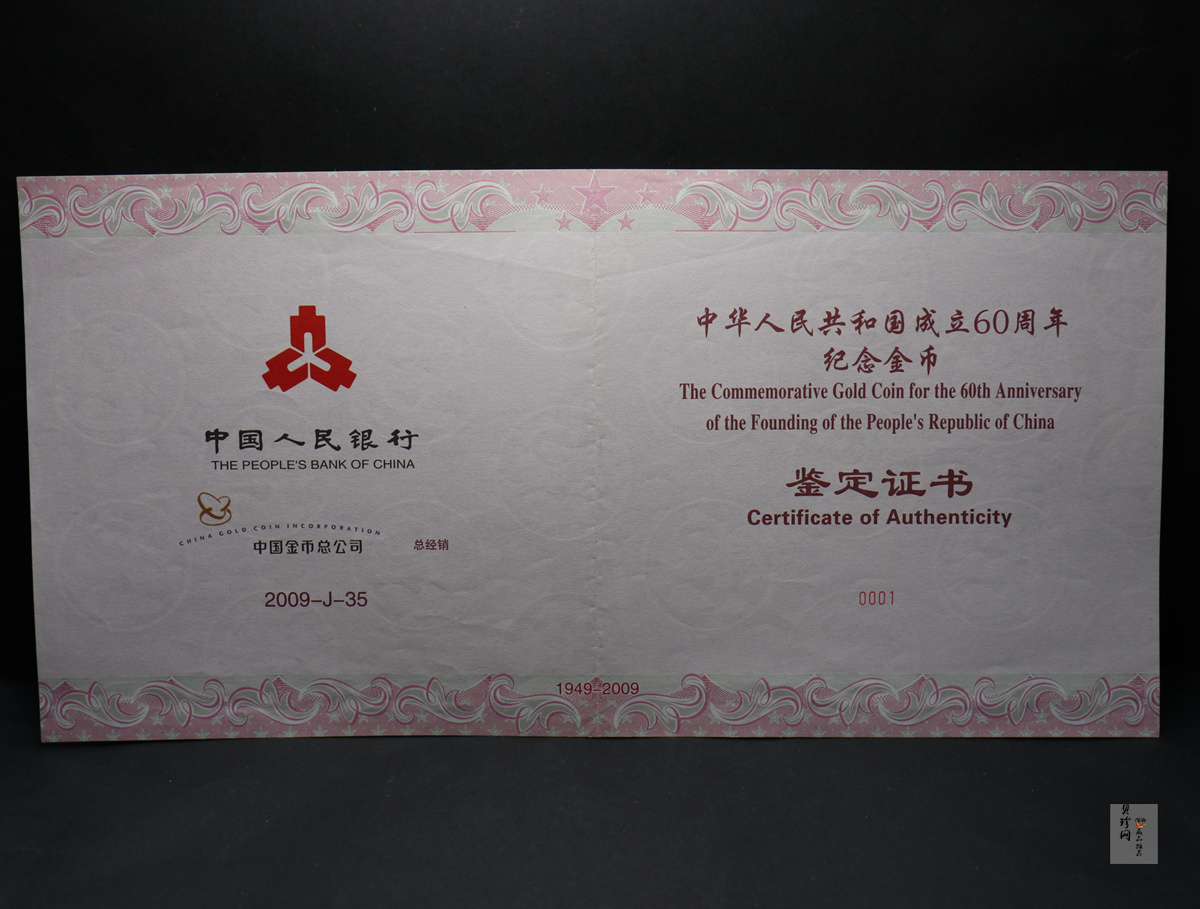 中国人民银行
THE PEOPLE'S BANK OF CHINA
CHINA GOLD COIN INCORPORATION
中国金币总公司 总经销
2009-J-35
中华人民共和国成立60周年
纪念金币
The Commemorative Gold Coin for the 60th Anniversary
of the Founding of the People's Republic of China
鉴定证书
Certificate of Authenticity
0001
1949-2009
贝珍网